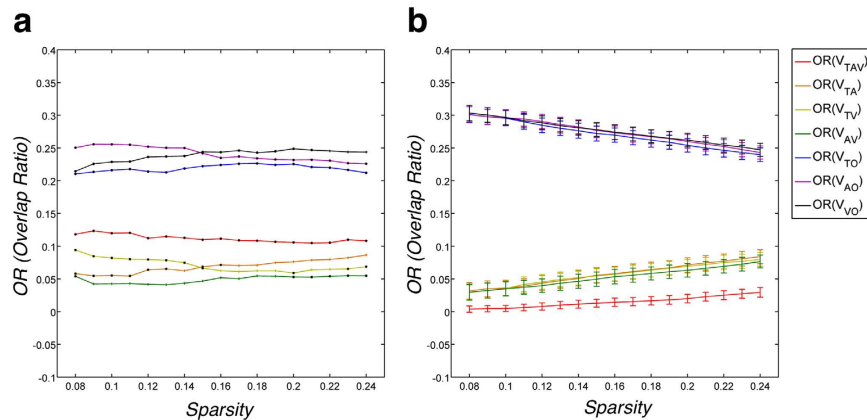 a
0.4
0.35
0.3
0.25
0.2
0.15
0.1
0.05
0
-0.05
-0.1
OR (Overlap Ratio)
0.08 0.1 0.12 0.14 0.16 0.18 0.2 0.22 0.24
Sparsity
b
0.4
0.35
0.3
0.25
0.2
0.15
0.1
0.05
0
-0.05
-0.1
OR (Overlap Ratio)
0.08 0.1 0.12 0.14 0.16 0.18 0.2 0.22 0.24
Sparsity
OR(V_TAV)
OR(V_TA)
OR(V_TV)
OR(V_AV)
OR(V_TO)
OR(V_AO)
OR(V_VO)